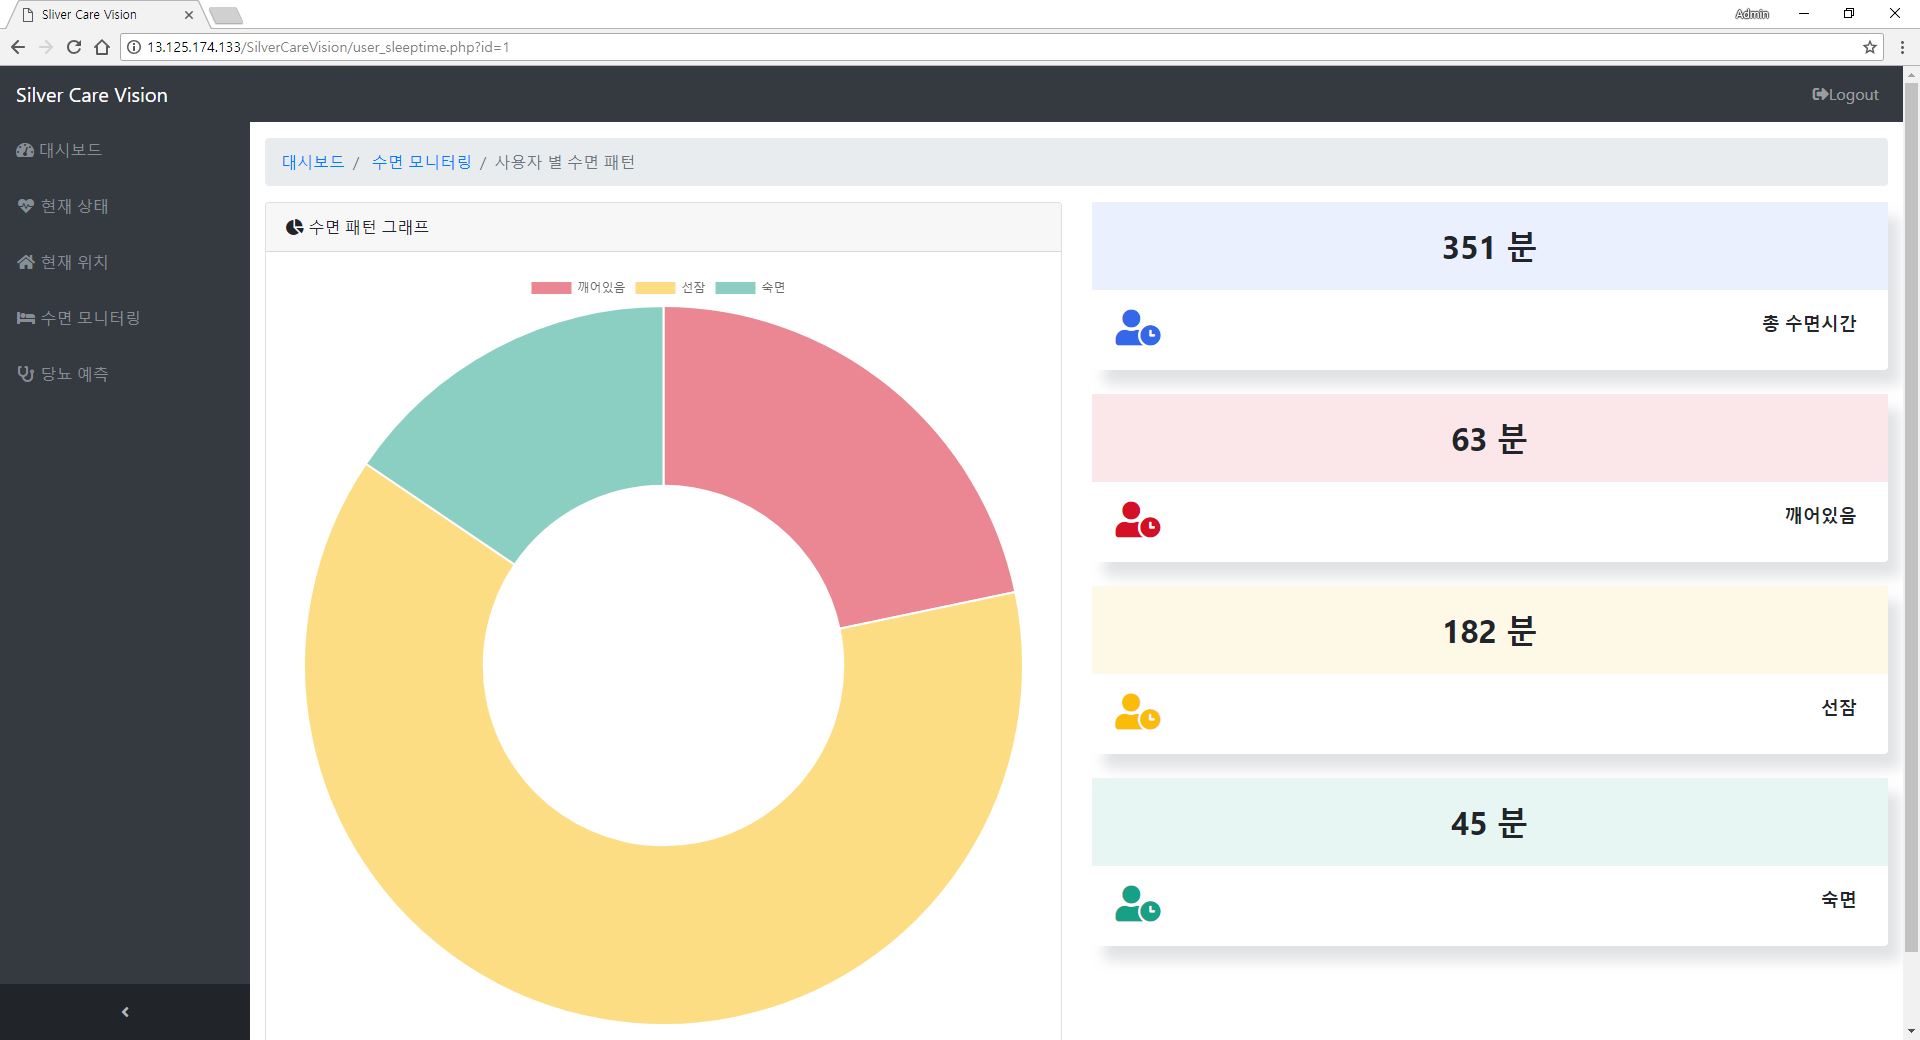 Sliver Care Vision
Admin
13.125.174.133/SilverCareVision/user_sleeptime.php?id=1
Silver Care Vision
Logout
대시보드
현재 상태
현재 위치
수면 모니터링
당뇨 예측
대시보드 / 수면 모니터링 / 사용자 별 수면 패턴
수면 패턴 그래프
깨어있음 선잠 숙면
351 분
총 수면시간
63 분
깨어있음
182 분
선잠
45 분
숙면